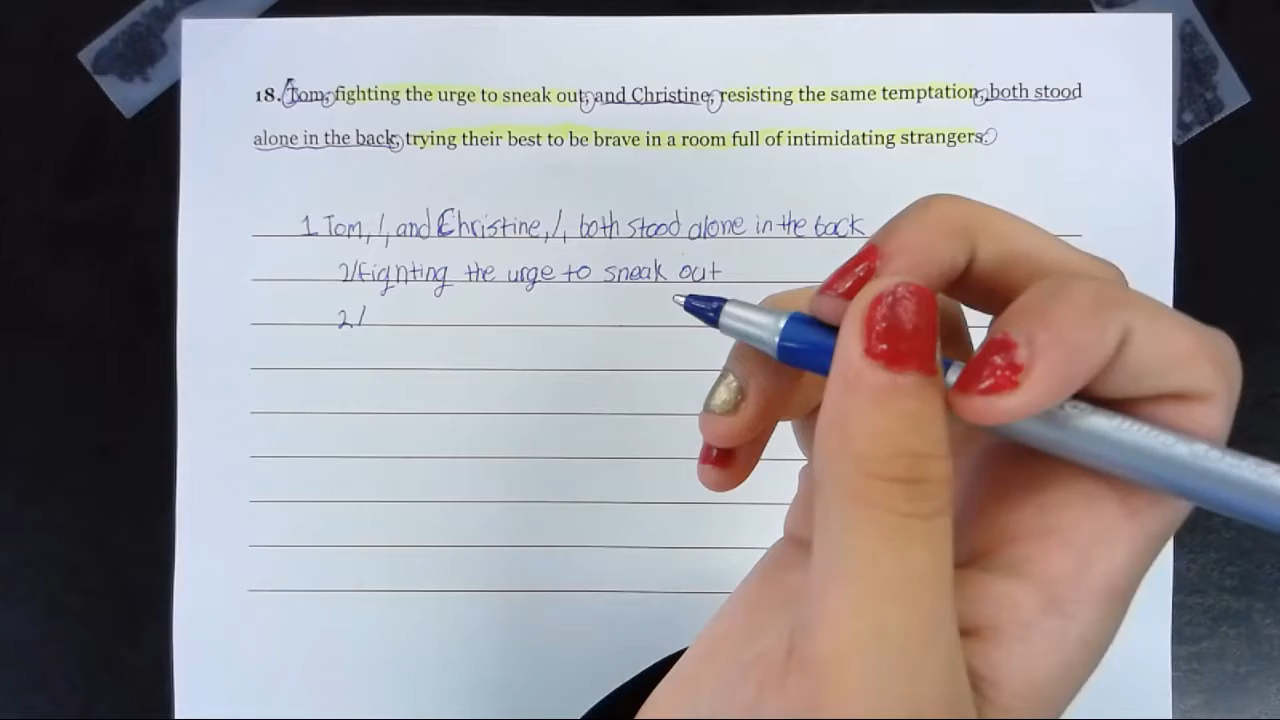 18. Tom, fighting the urge to sneak out, and Christine, resisting the same temptation, both stood
alone in the back, trying their best to be brave in a room full of intimidating strangers.
1 Tom, /, and Christine, /, both stood alone in the back
2/fighting the urge to sneak out
2/